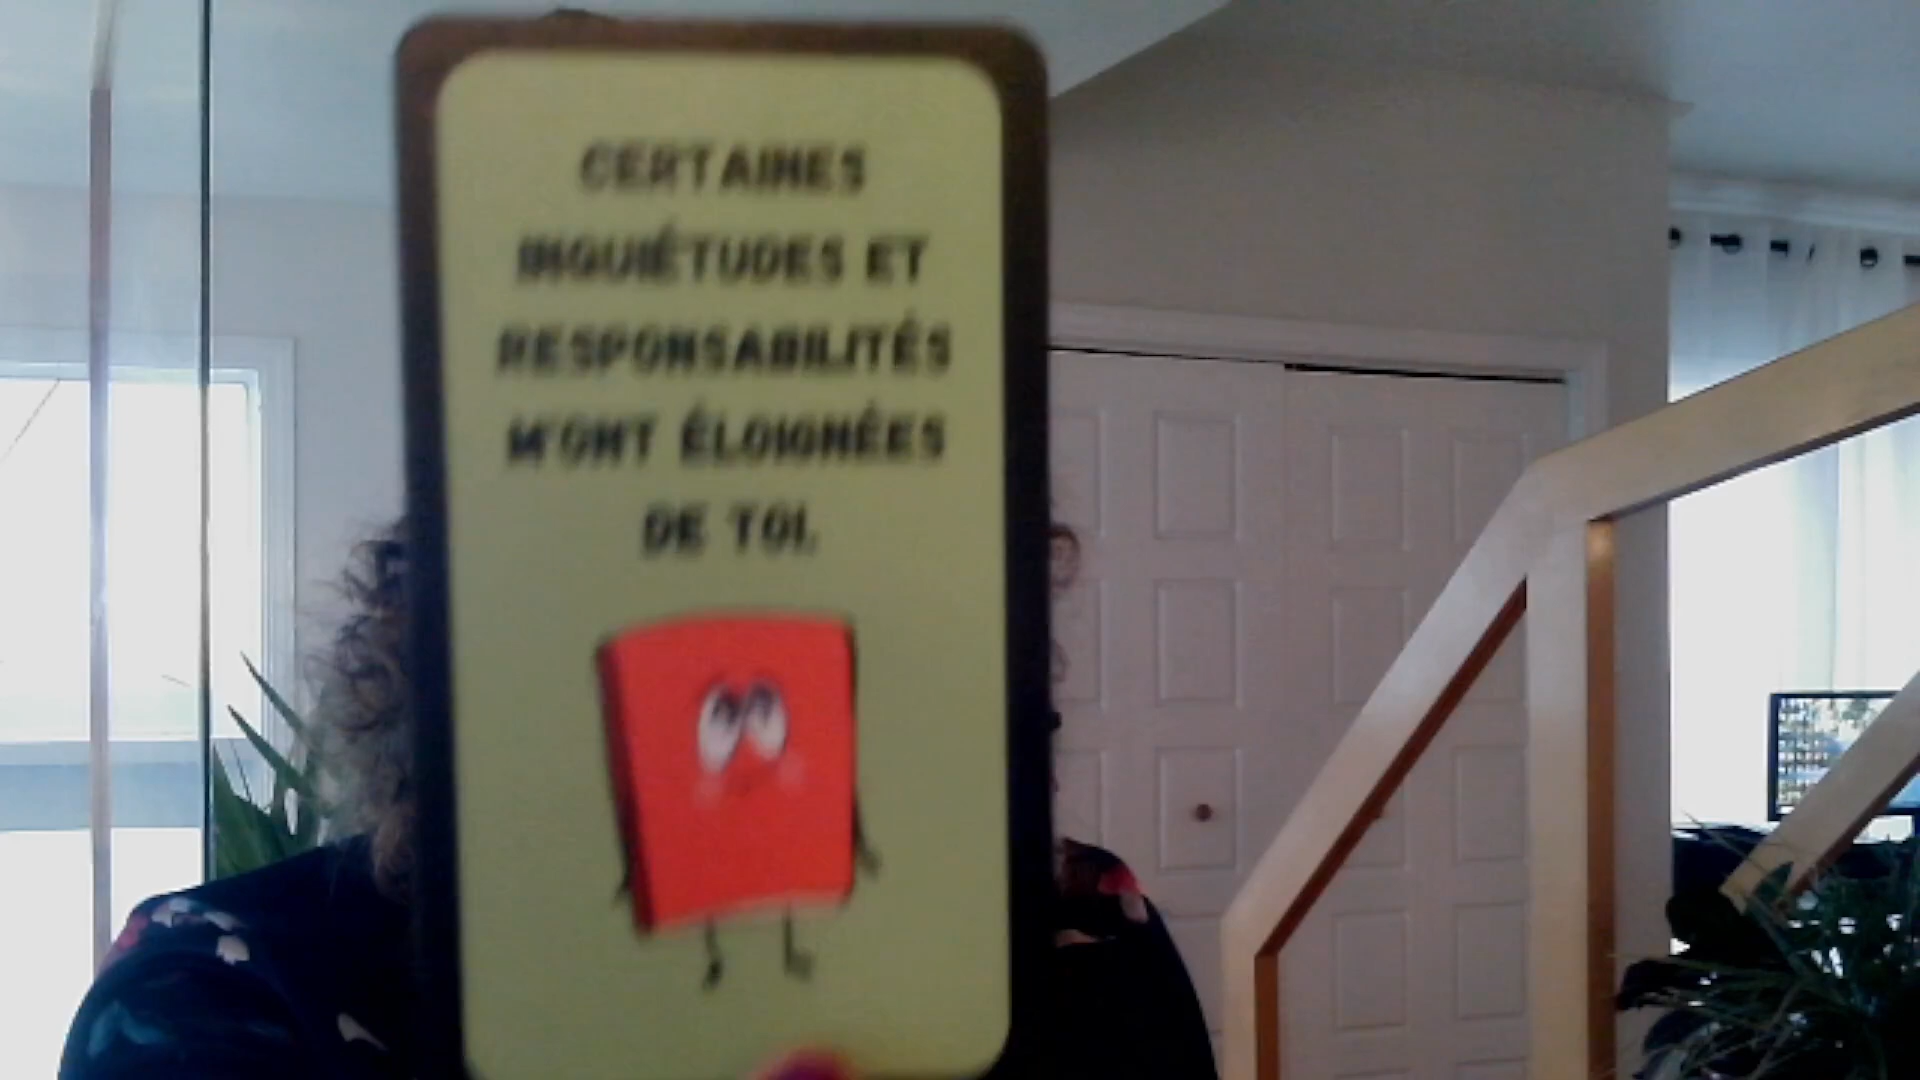 CERTAINES
INQUIÉTUDES ET
RESPONSABILITÉS
M'ONT ÉLOIGNÉES
DE TOI.